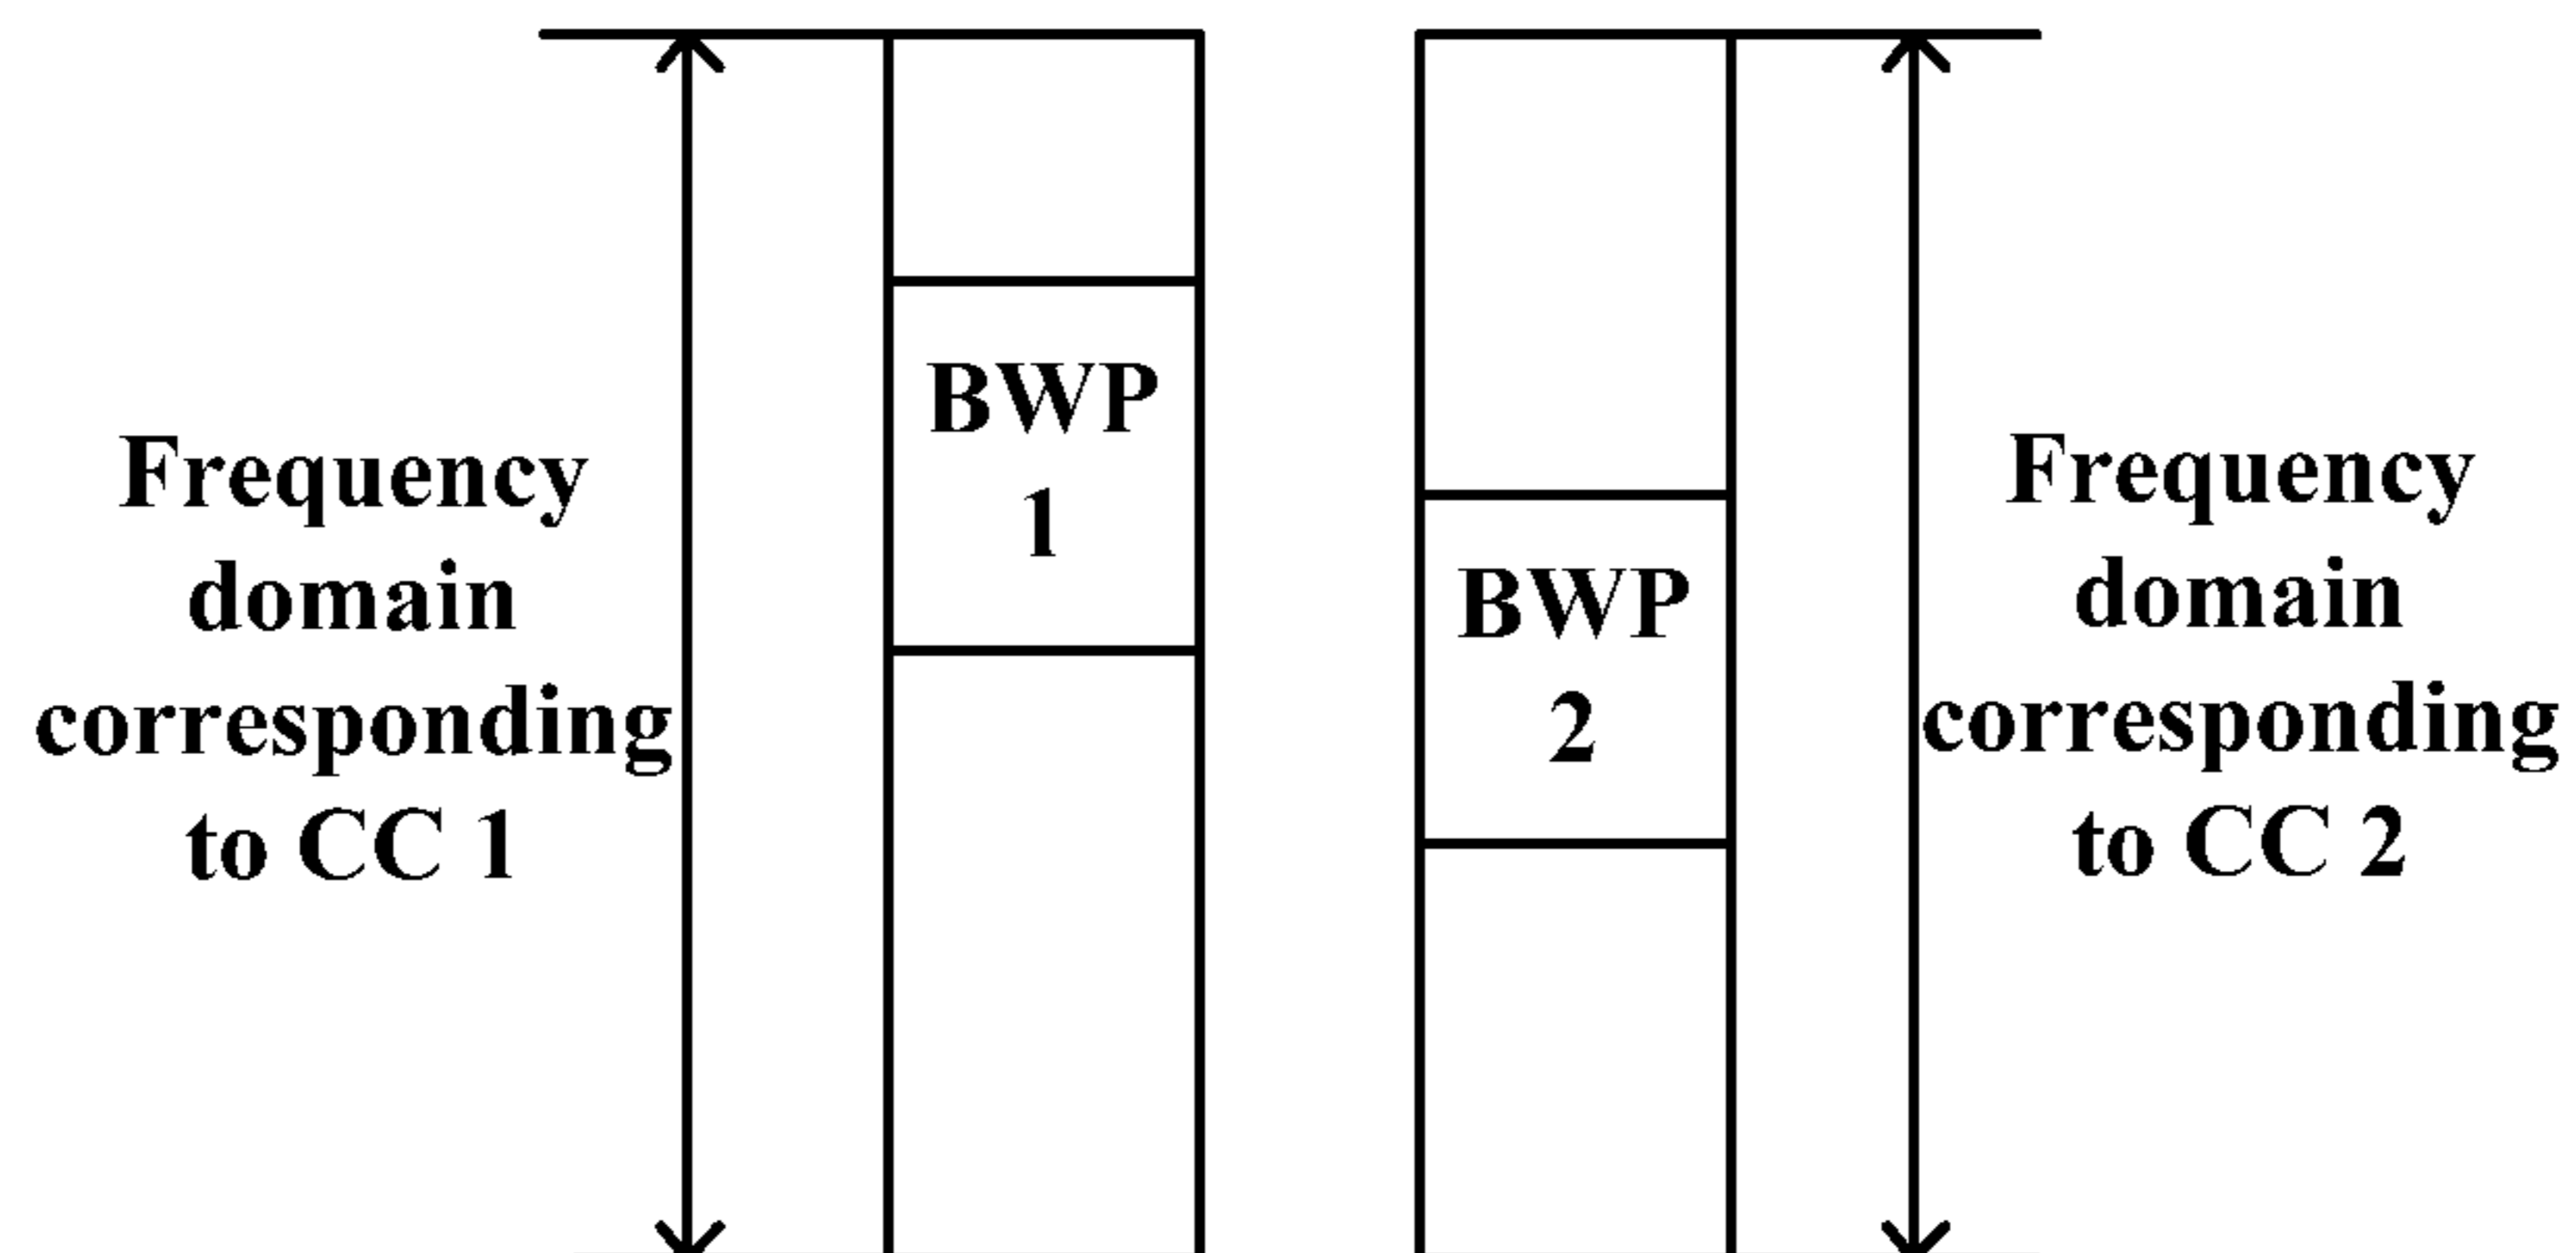 Frequency
domain
corresponding
to CC 1
BWP
1
BWP
2
Frequency
domain
corresponding
to CC 2